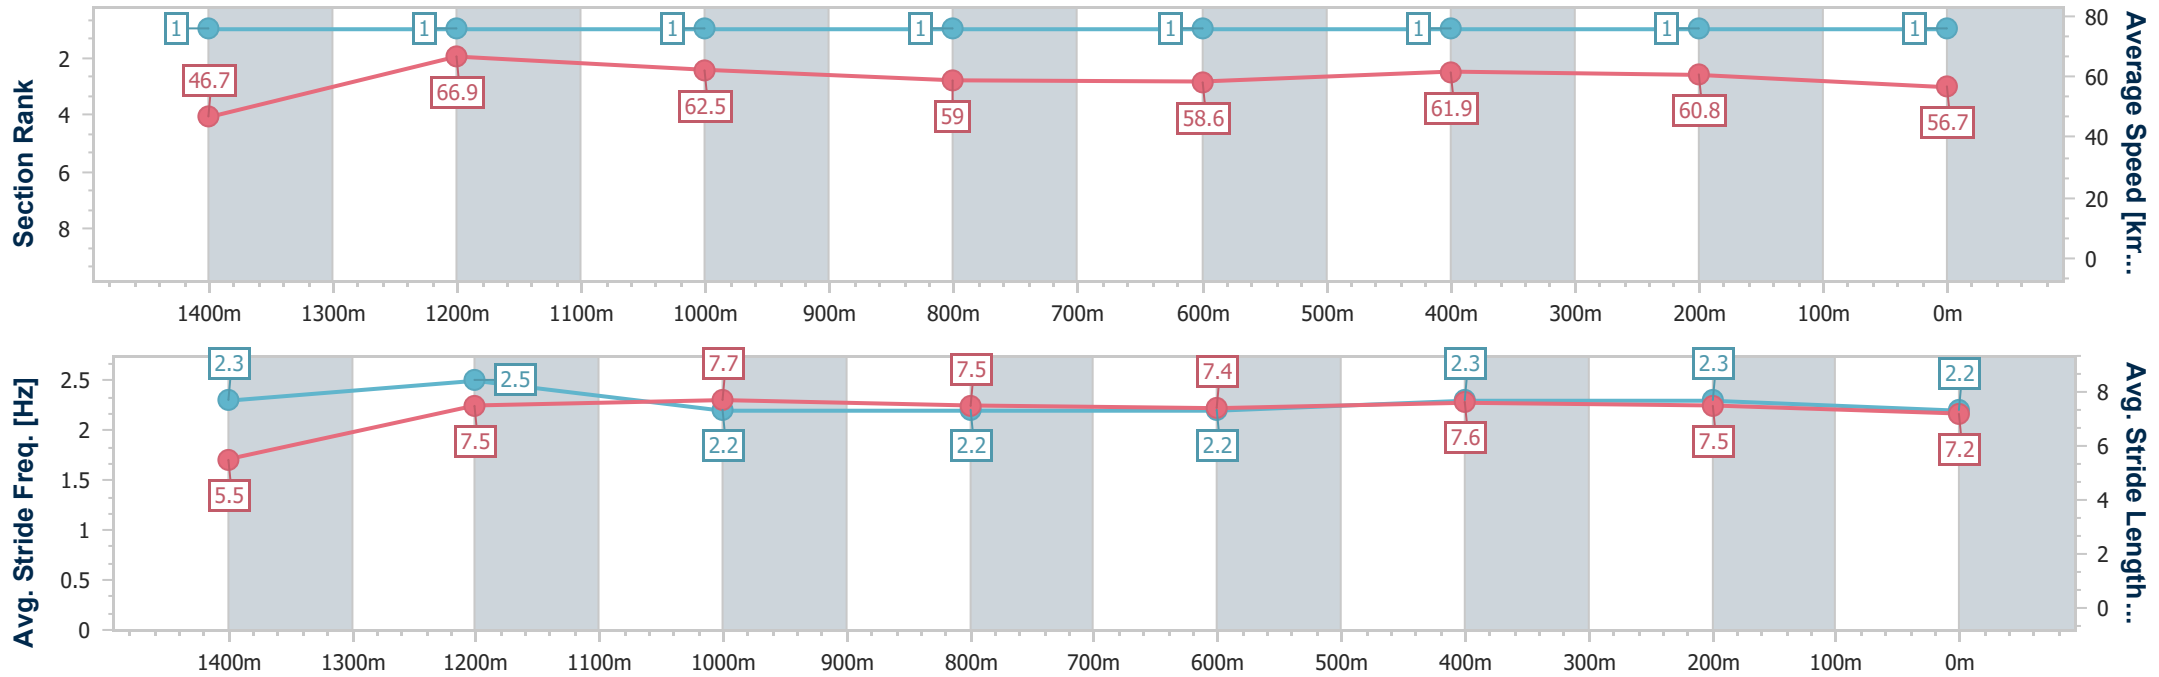 Section Rank
2
4
6
8
1 1 1 1 1 1 1 1
46.7 66.9 62.5 59 58.6 61.9 60.8 56.7
80
60
40
20
0
Average Speed [km...
1400m 1300m 1200m 1100m 1000m 900m 800m 700m 600m 500m 400m 300m 200m 100m 0m
Avg. Stride Freq. [Hz]
2.5
2
1.5
1
0.5
0
2.3 2.5 2.2 2.2 2.2 2.3 2.3 2.2
5.5 7.5 7.7 7.5 7.4 7.6 7.5 7.2
8
6
4
2
0
Avg. Stride Length...
1400m 1300m 1200m 1100m 1000m 900m 800m 700m 600m 500m 400m 300m 200m 100m 0m